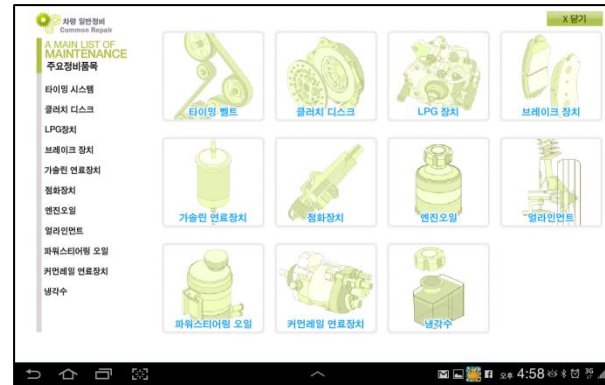 차량 일반정비
Common Repair
X 닫기
A MAIN LIST OF
MAINTENANCE
주요정비품목
타이밍 시스템
클러치 디스크
LPG장치
브레이크 장치
가솔린 연료장치
점화장치
엔진오일
얼라인먼트
파워스티어링 오일
커먼레일 연료장치
냉각수
타이밍 벨트
클러치 디스크
LPG 장치
브레이크 장치
가솔린 연료장치
점화장치
엔진오일
얼라인먼트
파워스티어링 오일
커먼레일 연료장치
냉각수
오후 4:58
3G